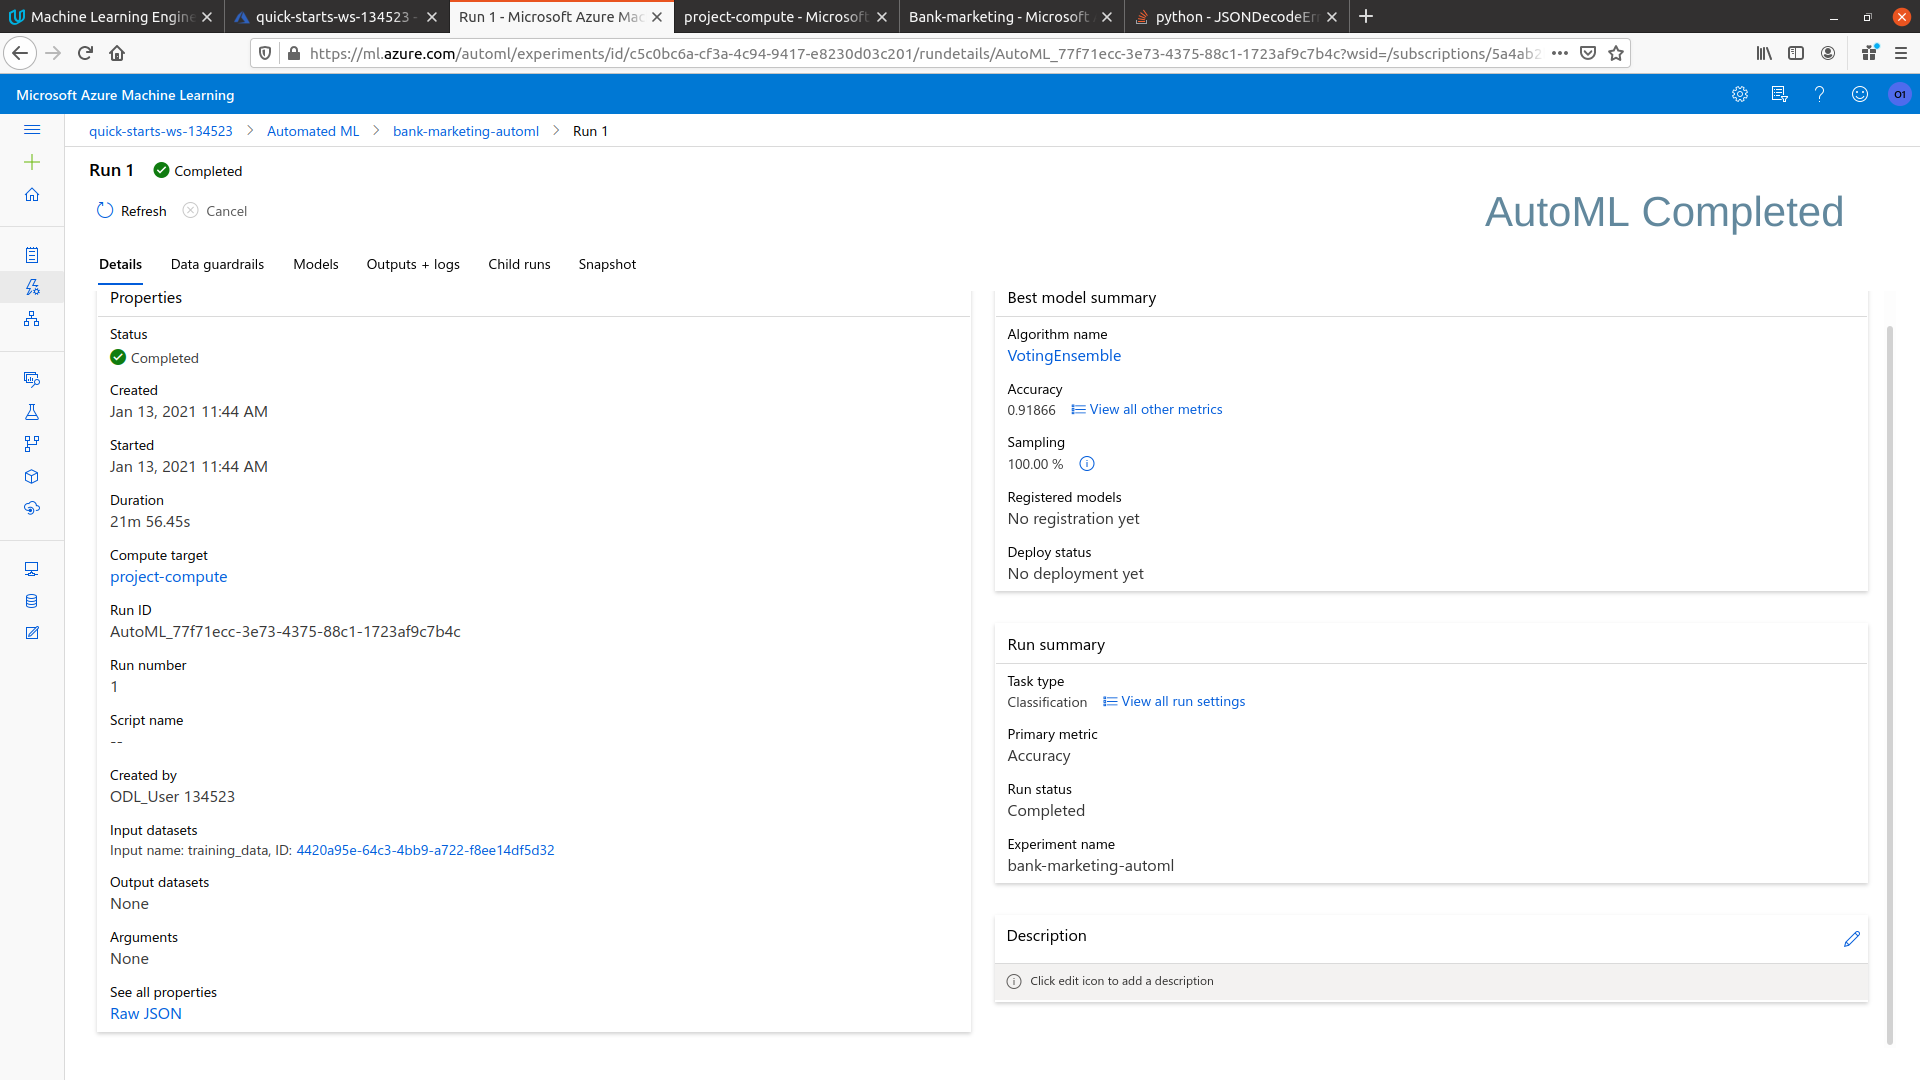 Machine Learning Engine
quick-starts-ws-134523 -
Run 1 - Microsoft Azure Mac
project-compute - Microsoft
Bank-marketing - Microsoft
python - JSONDecodeErr
https://ml.azure.com/automl/experiments/id/c5c0bc6a-cf3a-4c94-9417-e8230d03c201/rundetails/AutoML_77f71ecc-3e73-4375-88c1-1723af9c7b4c?wsid=/subscriptions/5a4ab2
Microsoft Azure Machine Learning
O1
quick-starts-ws-134523 > Automated ML > bank-marketing-automl > Run 1
Run 1 Completed
Refresh Cancel
AutoML Completed
Details Data guardrails Models Outputs + logs Child runs Snapshot
Properties
Status
Completed
Created
Jan 13, 2021 11:44 AM
Started
Jan 13, 2021 11:44 AM
Duration
21m 56.45s
Compute target
project-compute
Run ID
AutoML_77f71ecc-3e73-4375-88c1-1723af9c7b4c
Run number
1
Script name
--
Created by
ODL_User 134523
Input datasets
Input name: training_data, ID: 4420a95e-64c3-4bb9-a722-f8ee14df5d32
Output datasets
None
Arguments
None
See all properties
Raw JSON
Best model summary
Algorithm name
VotingEnsemble
Accuracy
0.91866 View all other metrics
Sampling
100.00 %
Registered models
No registration yet
Deploy status
No deployment yet
Run summary
Task type
Classification View all run settings
Primary metric
Accuracy
Run status
Completed
Experiment name
bank-marketing-automl
Description
Click edit icon to add a description